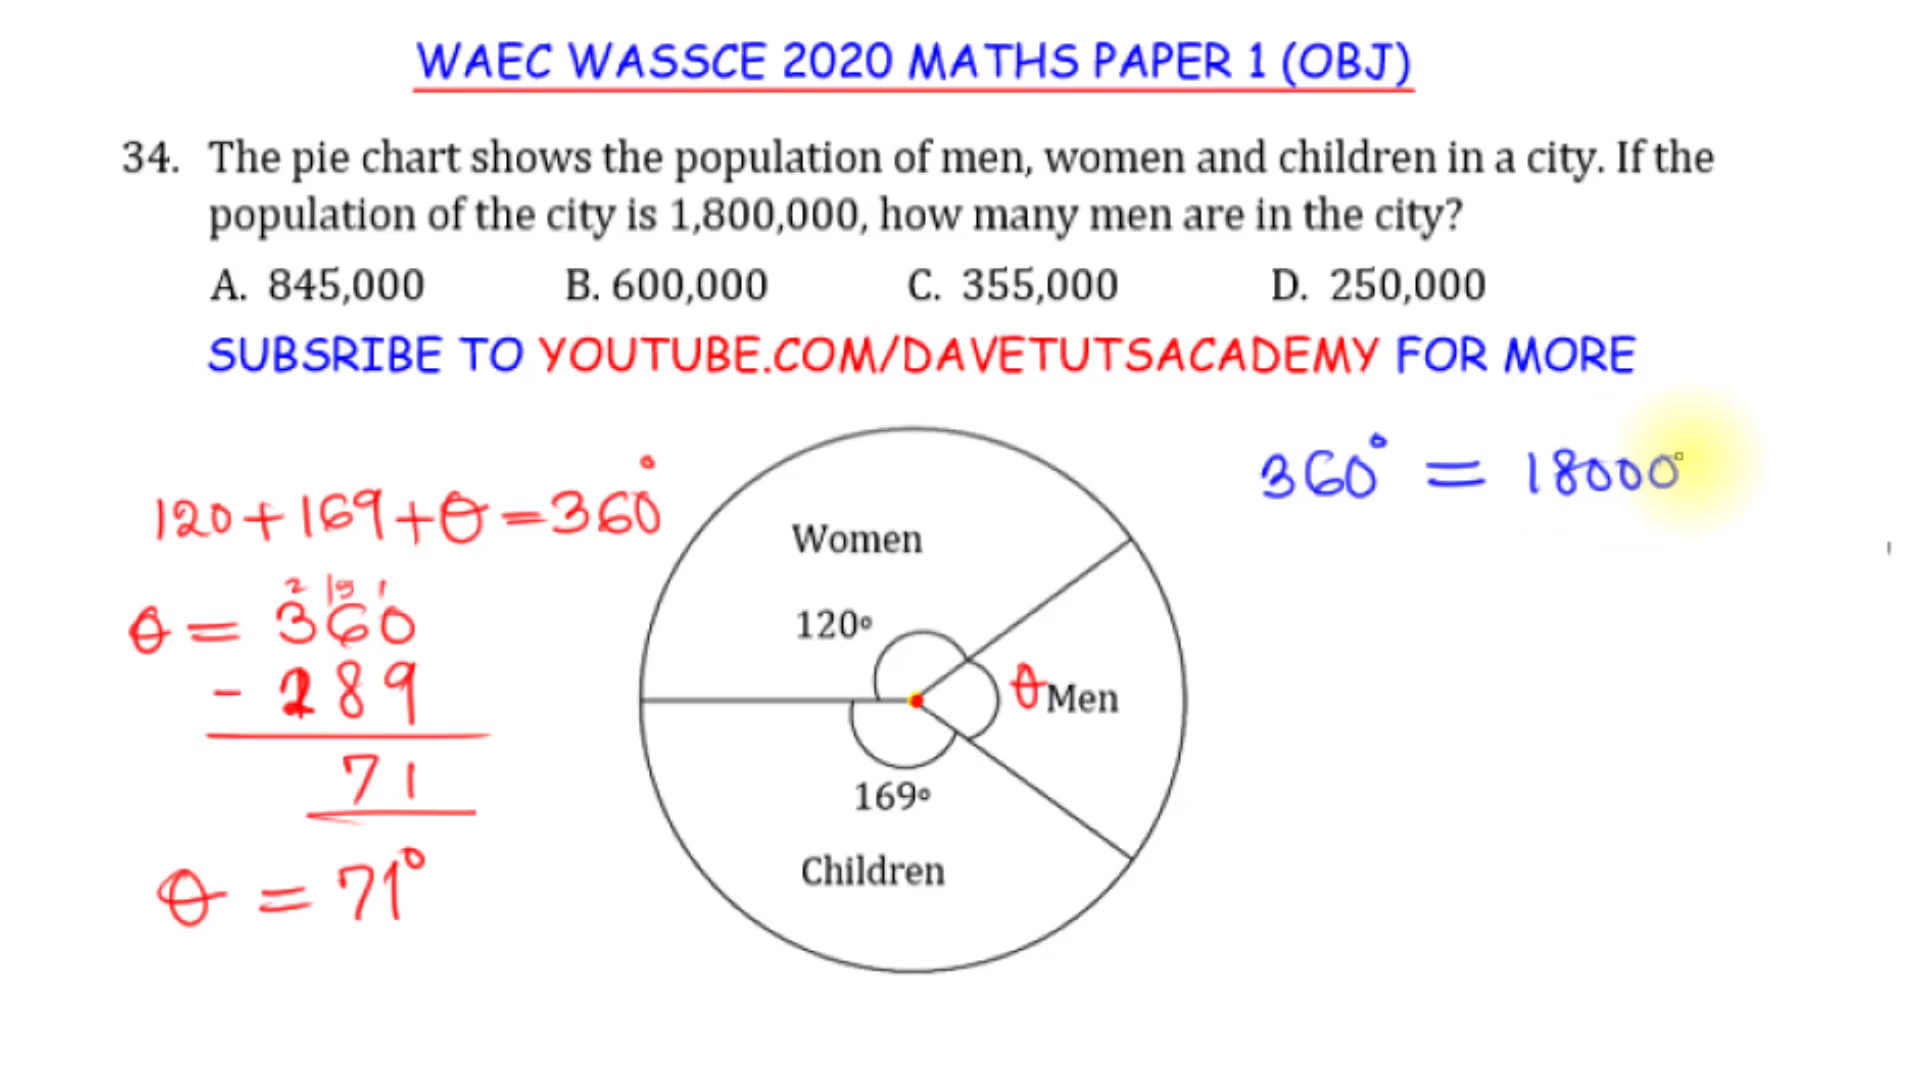 WAEC WASSCE 2020 MATHS PAPER 1 (OBJ)
34. The pie chart shows the population of men, women and children in a city. If the
population of the city is 1,800,000, how many men are in the city?
A. 845,000 B. 600,000 C. 355,000 D. 250,000
SUBSRIBE TO YOUTUBE.COM/DAVETUTSACADEMY FOR MORE
120+169+θ=360°
θ = 360
2 15 1
- 289
71
θ = 71°
Women
120°
θ Men
169°
Children
360° = 18000